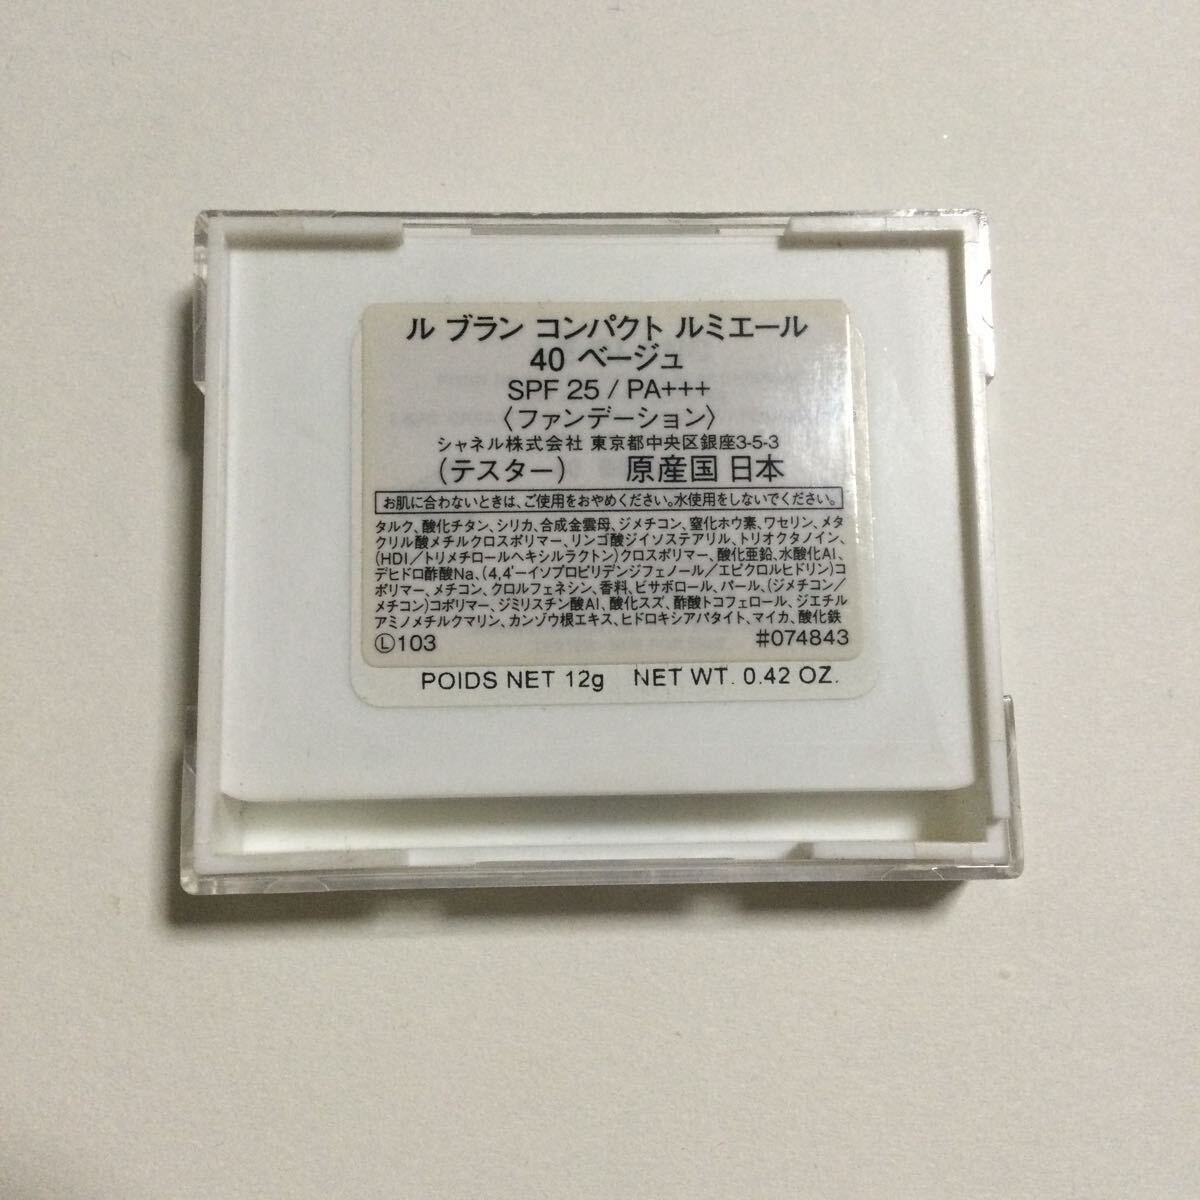 ル ブラン コンパクト ルミエール
40 ベージュ
SPF 25 / PA+++
〈ファンデーション〉
シャネル株式会社 東京都中央区銀座3-5-3
(テスター) 原産国 日本
お肌に合わないときは、ご使用をおやめください。水使用をしないでください。
タルク、酸化チタン、シリカ、合成金雲母、ジメチコン、窒化ホウ素、ワセリン、メタ
クリル酸メチルクロスポリマー、リンゴ酸ジイソステアリル、トリオクタノイン、
(HDI/トリメチロールヘキシルラクトン)クロスポリマー、酸化亜鉛、水酸化Al、
デヒドロ酢酸Na、(4,4'-イソプロピリデンジフェノール/エピクロルヒドリン)コ
ポリマー、メチコン、クロルフェネシン、香料、ビサボロール、パール、(ジメチコン/
メチコン)コポリマー、ジミリスチン酸Al、酸化スズ、酢酸トコフェロール、ジエチル
アミノメチルクマリン、カンゾウ根エキス、ヒドロキシアパタイト、マイカ、酸化鉄
Ⓛ103 #074843
POIDS NET 12g NET WT. 0.42 OZ.